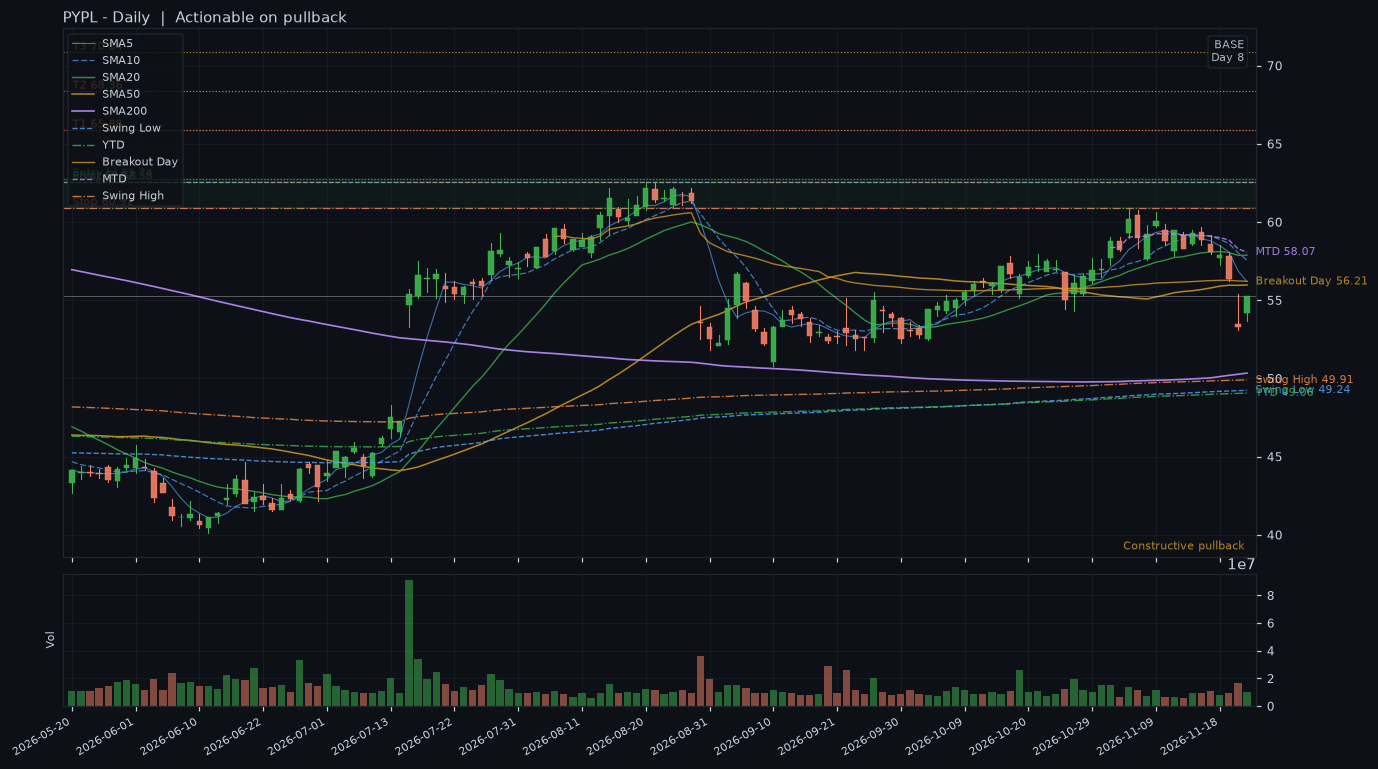 PYPL - Daily | Actionable on pullback
BASE
Day 8
SMA5
SMA10
SMA20
SMA50
SMA200
Swing Low
YTD
Breakout Day
MTD
Swing High
70
65
60
55
50
45
40
MTD 58.07
Breakout Day 56.21
Swing High 49.91
Swing Low 49.24
YTD 49.06
Constructive pullback
1e7
Vol
8
6
4
2
0
2026-05-20
2026-06-01
2026-06-10
2026-06-22
2026-07-01
2026-07-13
2026-07-22
2026-07-31
2026-08-11
2026-08-20
2026-08-31
2026-09-10
2026-09-21
2026-09-30
2026-10-09
2026-10-20
2026-10-29
2026-11-09
2026-11-18